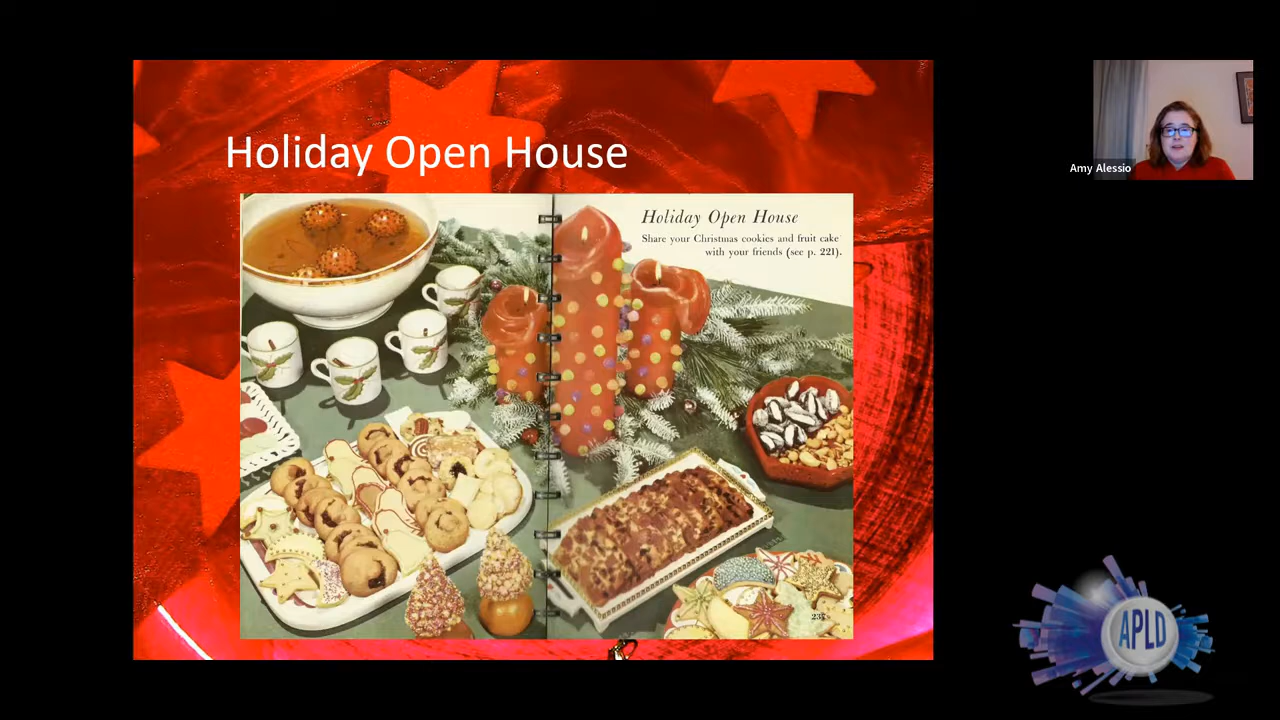 Holiday Open House
Holiday Open House
Share your Christmas cookies and fruit cake
with your friends (see p. 221).
Amy Alessio
APLD